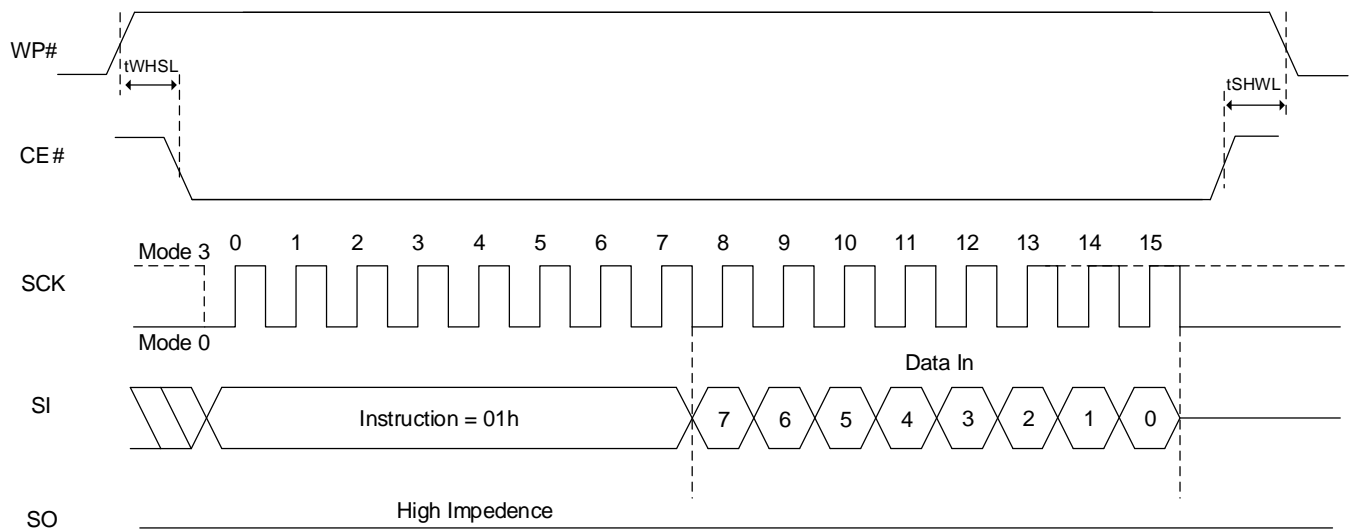 WP#
tWHSL
tSHWL
CE#
Mode 3
0 1 2 3 4 5 6 7 8 9 10 11 12 13 14 15
SCK
Mode 0
Data In
SI
Instruction = 01h
7 6 5 4 3 2 1 0
High Impedence
SO